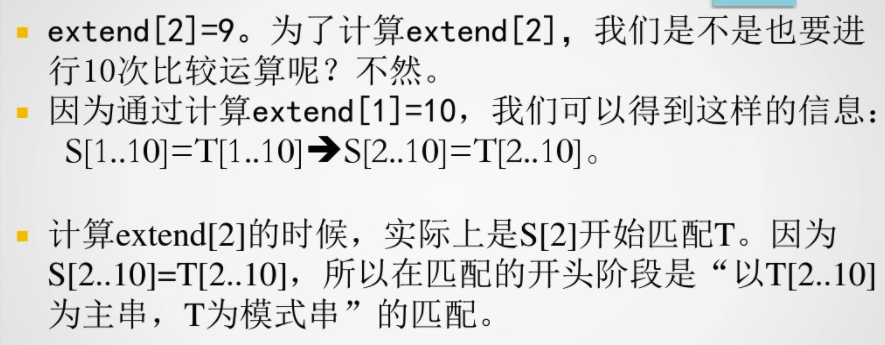 extend[2]=9。为了计算extend[2]，我们是不是也要进
行10次比较运算呢？不然。
因为通过计算extend[1]=10，我们可以得到这样的信息：
S[1..10]=T[1..10]➔S[2..10]=T[2..10]。
计算extend[2]的时候，实际上是S[2]开始匹配T。因为
S[2..10]=T[2..10]，所以在匹配的开头阶段是“以T[2..10]
为主串，T为模式串”的匹配。